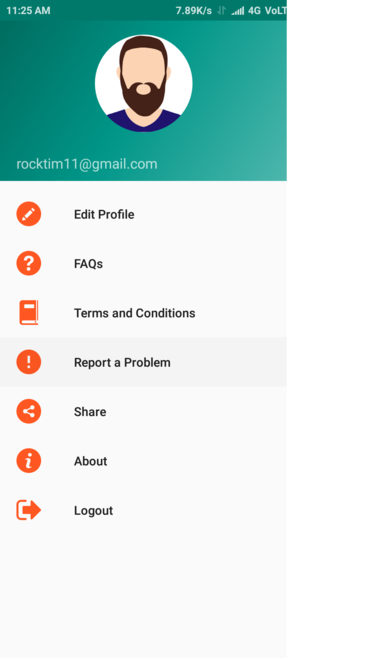 11:25 AM 7.89K/s 4G VoLT
rocktim11@gmail.com
Edit Profile
FAQs
Terms and Conditions
Report a Problem
Share
About
Logout